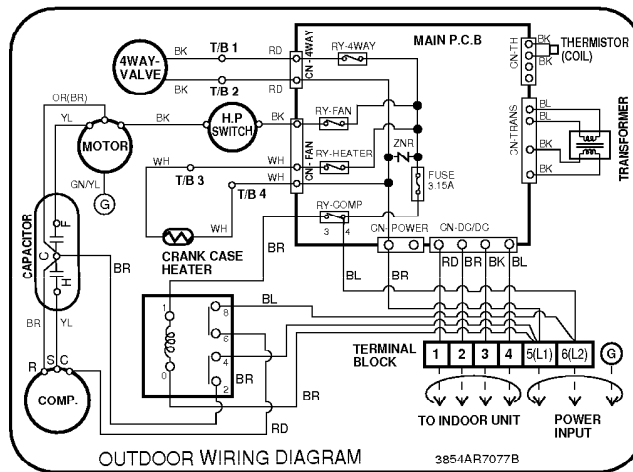 MAIN P.C.B
4WAY-
VALVE
BK
T/B 1
RD
BK
T/B 2
RD
CN-4WAY
RY-4WAY
CN-TH
BK
BK
THERMISTOR
(COIL)
OR(BR)
YL
MOTOR
BK
H.P
SWITCH
BK
CN-FAN
RY-FAN
CN-TRANS
BL
BL
BK
BK
TRANSFORMER
GN/YL
G
WH
T/B 3
WH
T/B 4
WH
RY-HEATER
ZNR
FUSE
3.15A
CRANK CASE
HEATER
RY-COMP
3 4
CN-POWER
CN-DC/DC
CAPACITOR
F
C
H
BR
BR
BL
BR
RD
BR
BK
BL
BL
1
8
6
4
0
2
BR
BR
YL
R
S
C
COMP.
BR
RD
TERMINAL
BLOCK
1
2
3
4
5(L1)
6(L2)
G
TO INDOOR UNIT
POWER
INPUT
OUTDOOR WIRING DIAGRAM
3854AR7077B